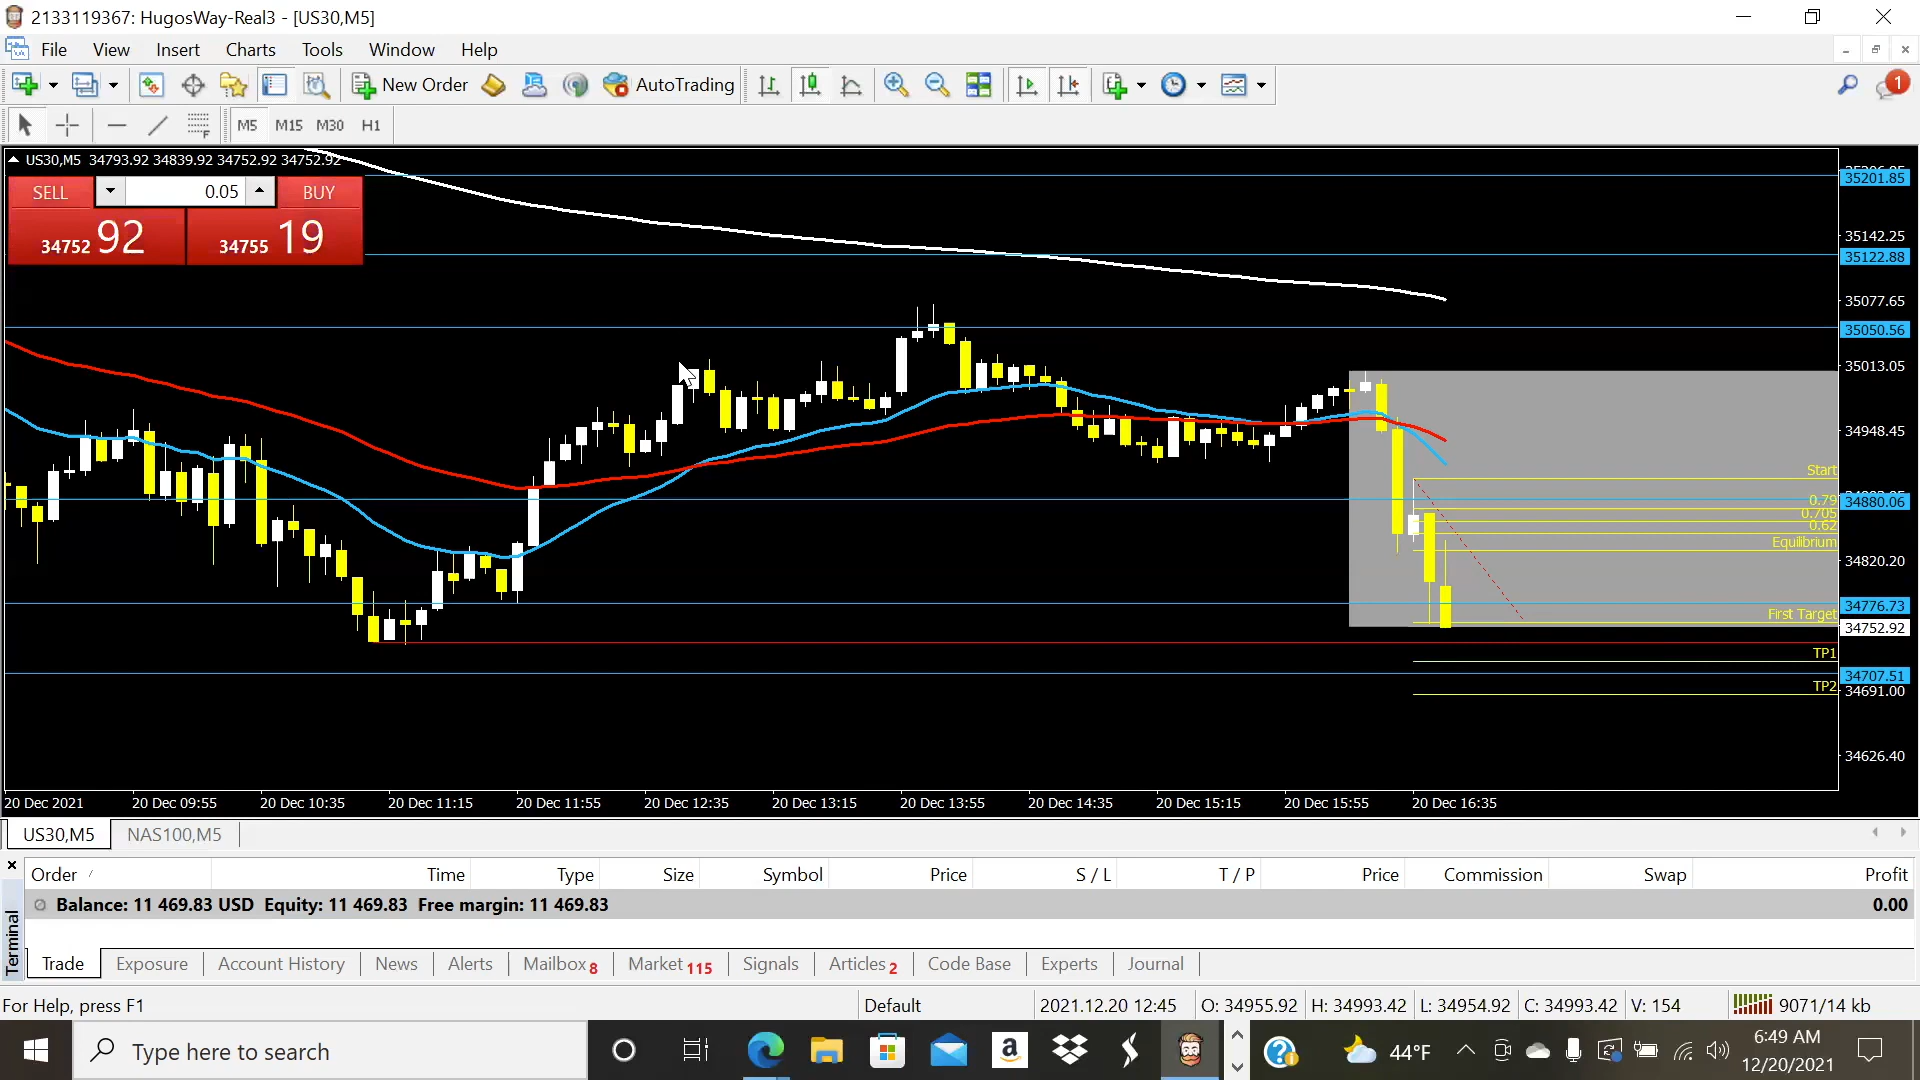 2133119367: HugosWay-Real3 - [US30,M5]
File View Insert Charts Tools Window Help
New Order AutoTrading 1
M5 M15 M30 H1
US30,M5 34793.92 34839.92 34752.92 34752.92
SELL 0.05 BUY
34752 92 34755 19
35201.85
35142.25
35122.88
35077.65
35050.56
35013.05
34948.45
Start
0.79
34880.06
0.705
0.62
Equilibrium
34820.20
34776.73
First Target
34752.92
TP1
34707.51
TP2
34691.00
34626.40
20 Dec 2021 20 Dec 09:55 20 Dec 10:35 20 Dec 11:15 20 Dec 11:55 20 Dec 12:35 20 Dec 13:15 20 Dec 13:55 20 Dec 14:35 20 Dec 15:15 20 Dec 15:55 20 Dec 16:35
US30,M5 NAS100,M5
Order / Time Type Size Symbol Price S / L T / P Price Commission Swap Profit
Balance: 11 469.83 USD Equity: 11 469.83 Free margin: 11 469.83 0.00
Terminal
Trade Exposure Account History News Alerts Mailbox 8 Market 115 Signals Articles 2 Code Base Experts Journal
For Help, press F1 Default 2021.12.20 12:45 O: 34955.92 H: 34993.42 L: 34954.92 C: 34993.42 V: 154 9071/14 kb
Type here to search 44°F 6:49 AM
12/20/2021